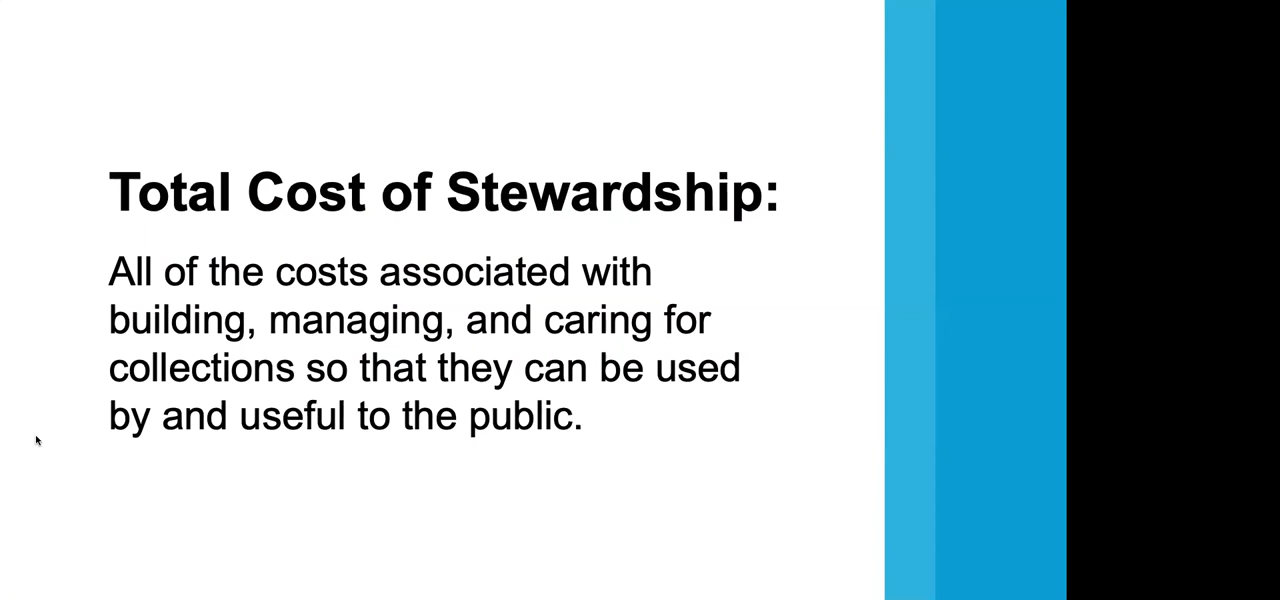 Total Cost of Stewardship:
All of the costs associated with
building, managing, and caring for
collections so that they can be used
by and useful to the public.